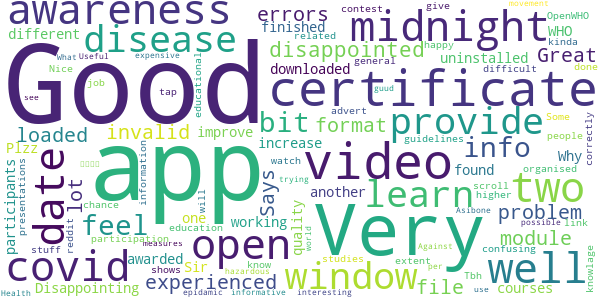 awareness
errors
contest
give
movement
midnight
OpenWHO
different
finished
related
happy
kinda
WHO
Good
disease
disappointed
Nice
What
Useful
expensive
downloaded
general
difficult
uninstalled
Great
job
see
tap
educational
certificate
Some
done
advert
guud
loaded
invalid
bit
format
provide
people
correctly
Plzz
improve
increase
guidelines
info
Why
date
app
video
learn
two
participants
presentations
lot
information
chance
reddit
feel
one
will
watch
trying
another
found
scroll
higher
organised
link
Says
quality
World
Very
problem
Asibone
possible
Against
participation
education
working
open
module
confusing
knowlage
covid
stuff
Sir
awarded
measures
shows
know
hazardous
window
studies
extent
Tbh
per
well
Disappointing
experienced
file
courses
use
Health
epidamic
informative
interesting